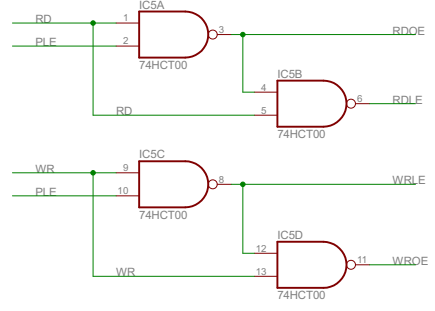 IC5A
RD 1
3 RDOE
PLE 2
74HCT00
IC5B
4
6 RDLE
RD 5
74HCT00
IC5C
WR 9
8 WRLE
PLE 10
74HCT00
IC5D
12
11 WROE
WR 13
74HCT00